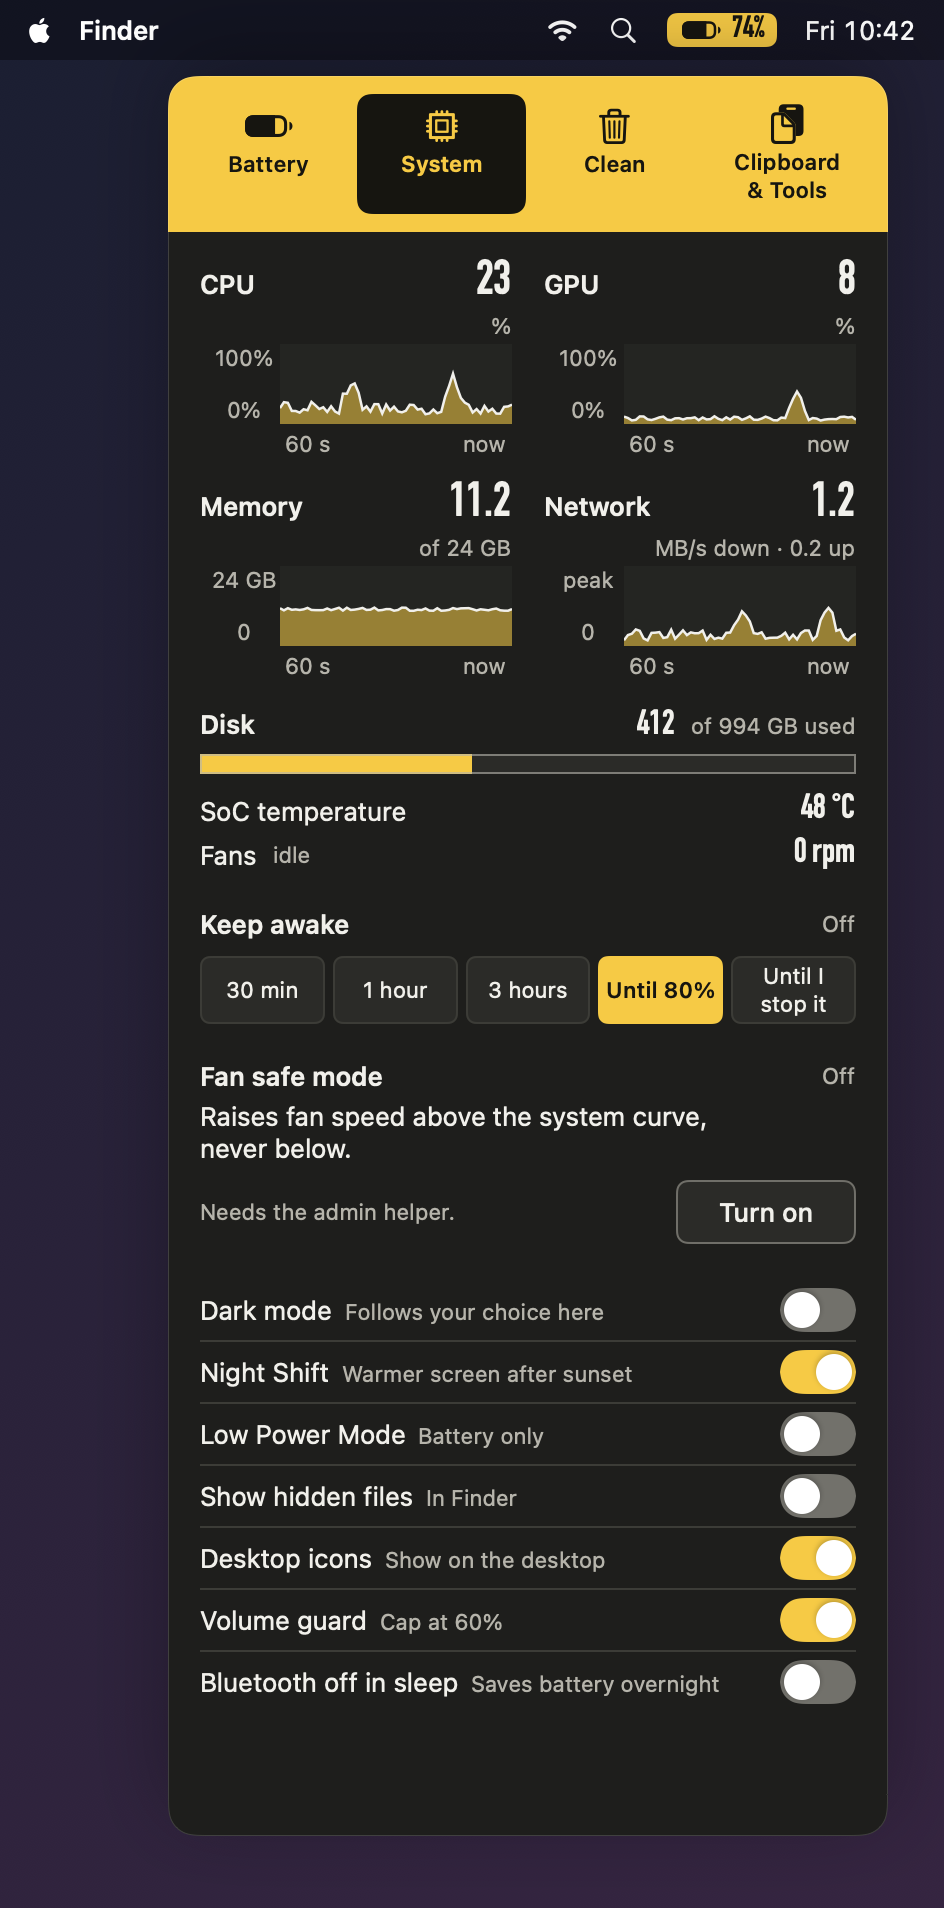 Finder
74%
Fri 10:42
Battery
System
Clean
Clipboard
& Tools
CPU
23
%
100%
0%
60 s
now
GPU
8
%
100%
0%
60 s
now
Memory
11.2
of 24 GB
24 GB
0
60 s
now
Network
1.2
MB/s down · 0.2 up
peak
0
60 s
now
Disk
412 of 994 GB used
SoC temperature
48 °C
Fans idle
0 rpm
Keep awake
Off
30 min
1 hour
3 hours
Until 80%
Until I
stop it
Fan safe mode
Off
Raises fan speed above the system curve,
never below.
Needs the admin helper.
Turn on
Dark mode Follows your choice here
Night Shift Warmer screen after sunset
Low Power Mode Battery only
Show hidden files In Finder
Desktop icons Show on the desktop
Volume guard Cap at 60%
Bluetooth off in sleep Saves battery overnight